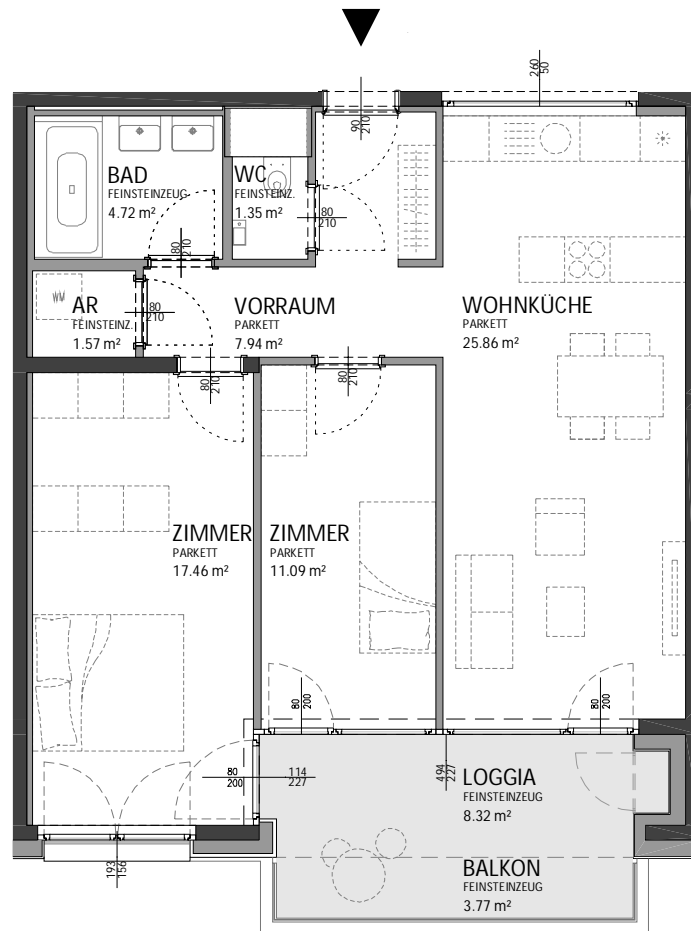 260
50
90
210
BAD
FEINSTEINZEUG
4.72 m²
WC
FEINSTEINZ.
1.35 m²
80
210
80
210
AR
FEINSTEINZ.
1.57 m²
80
210
VORRAUM
PARKETT
7.94 m²
WOHNKÜCHE
PARKETT
25.86 m²
80
210
80
210
ZIMMER
PARKETT
17.46 m²
ZIMMER
PARKETT
11.09 m²
80
200
80
200
80
200
114
227
494
227
LOGGIA
FEINSTEINZEUG
8.32 m²
BALKON
FEINSTEINZEUG
3.77 m²
193
156